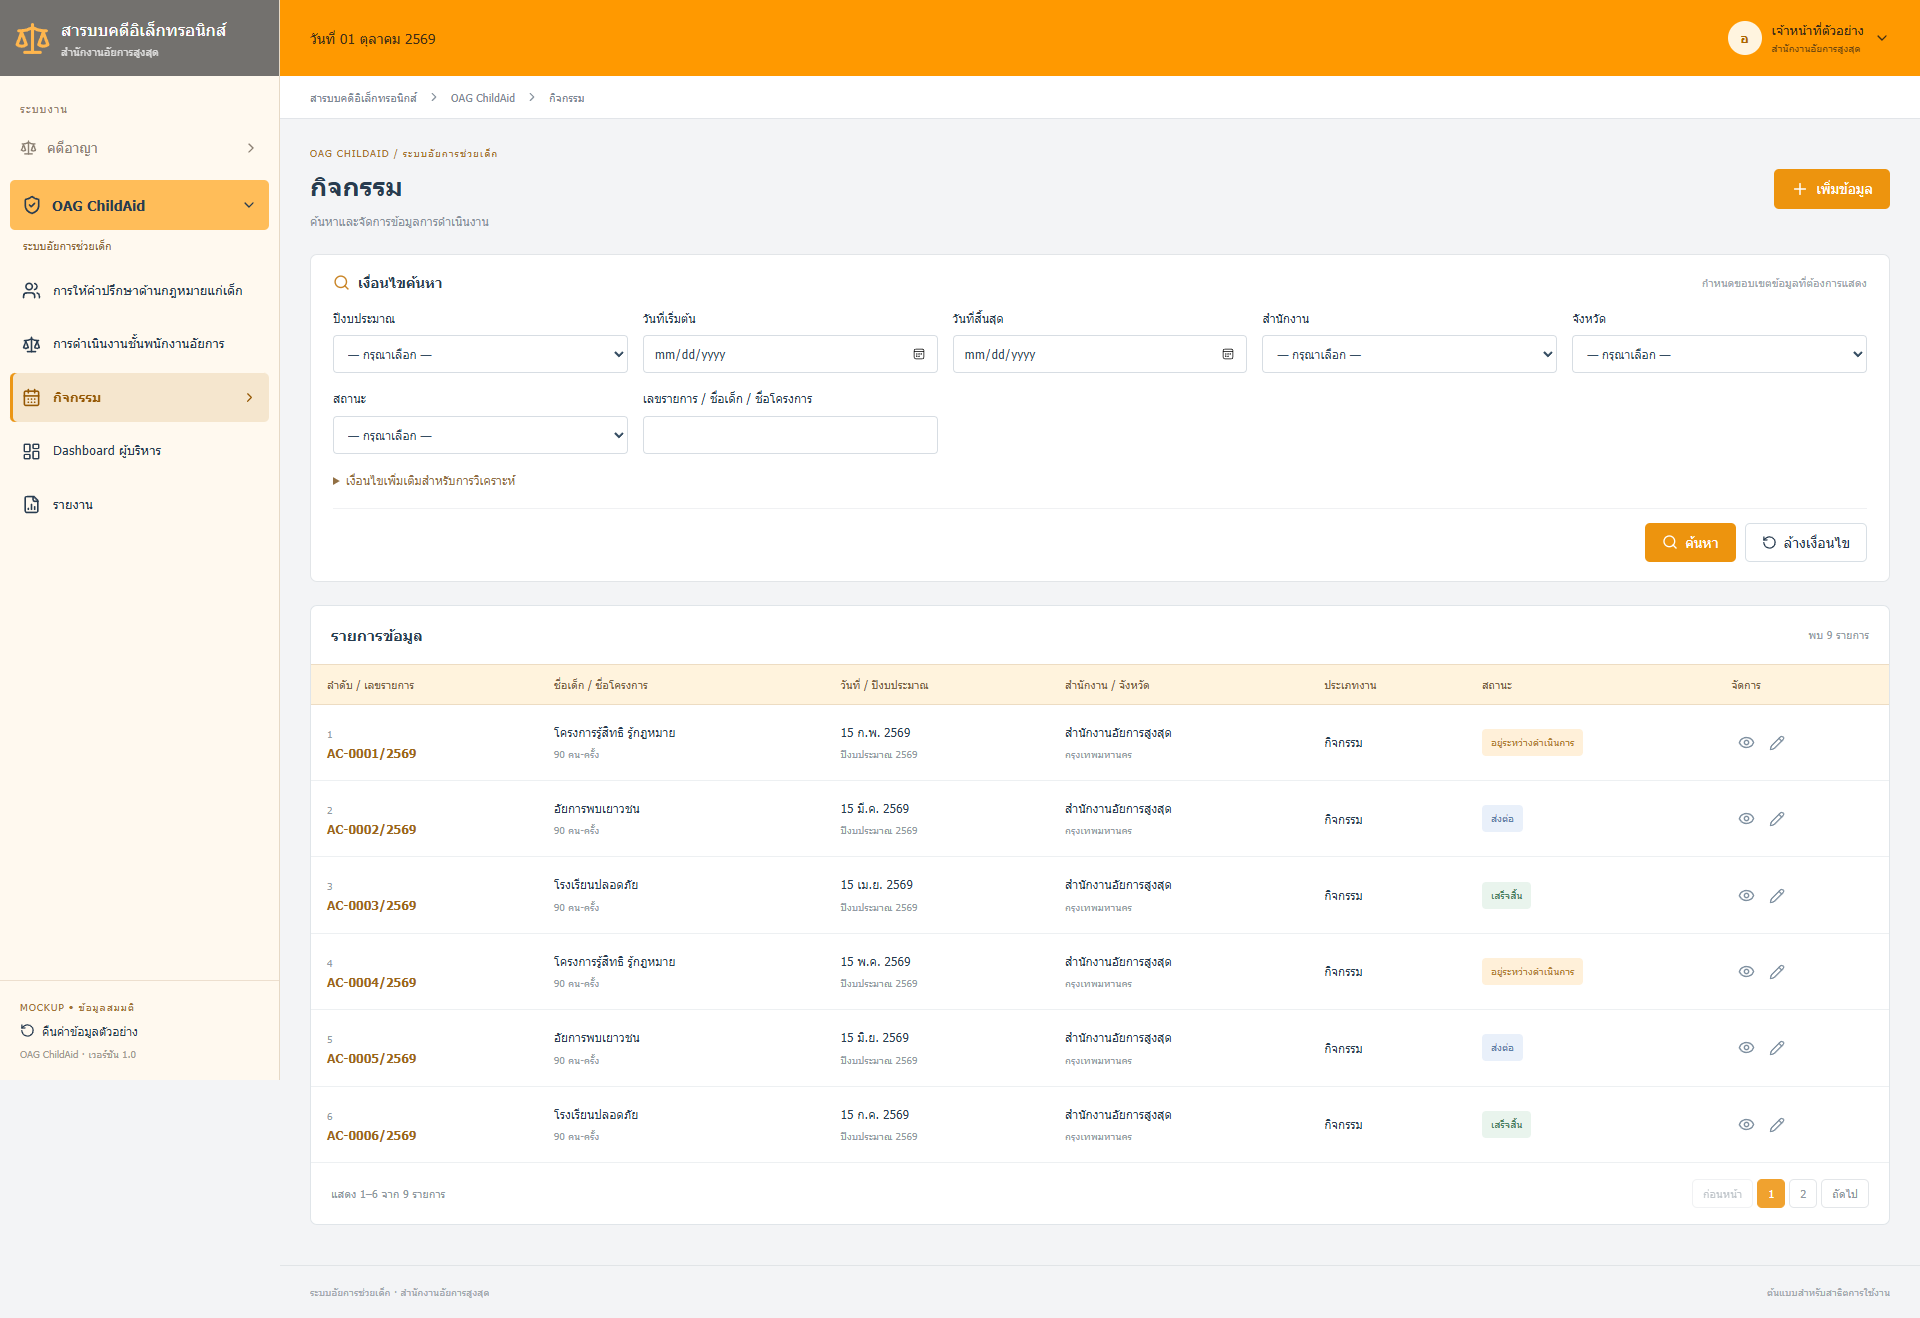 สารบบคดีอิเล็กทรอนิกส์
สำนักงานอัยการสูงสุด
วันที่ 01 ตุลาคม 2569
อ
เจ้าหน้าที่ตัวอย่าง
สำนักงานอัยการสูงสุด
ระบบงาน
คดีอาญา
OAG ChildAid
ระบบอัยการช่วยเด็ก
การให้คำปรึกษาด้านกฎหมายแก่เด็ก
การดำเนินงานชั้นพนักงานอัยการ
กิจกรรม
Dashboard ผู้บริหาร
รายงาน
MOCKUP • ข้อมูลสมมติ
คืนค่าข้อมูลตัวอย่าง
OAG ChildAid · เวอร์ชัน 1.0
สารบบคดีอิเล็กทรอนิกส์ OAG ChildAid กิจกรรม
OAG CHILDAID / ระบบอัยการช่วยเด็ก
กิจกรรม
ค้นหาและจัดการข้อมูลการดำเนินงาน
เพิ่มข้อมูล
เงื่อนไขค้นหา
กำหนดขอบเขตข้อมูลที่ต้องการแสดง
ปีงบประมาณ วันที่เริ่มต้น วันที่สิ้นสุด สำนักงาน จังหวัด
— กรุณาเลือก — mm/dd/yyyy mm/dd/yyyy — กรุณาเลือก — — กรุณาเลือก —
สถานะ เลขรายการ / ชื่อเด็ก / ชื่อโครงการ
— กรุณาเลือก —
เงื่อนไขเพิ่มเติมสำหรับการวิเคราะห์
ค้นหา ล้างเงื่อนไข
รายการข้อมูล
พบ 9 รายการ
ลำดับ / เลขรายการ ชื่อเด็ก / ชื่อโครงการ วันที่ / ปีงบประมาณ สำนักงาน / จังหวัด ประเภทงาน สถานะ จัดการ
1
AC-0001/2569
โครงการรู้สิทธิ รู้กฎหมาย
90 คน-ครั้ง
15 ก.พ. 2569
ปีงบประมาณ 2569
สำนักงานอัยการสูงสุด
กรุงเทพมหานคร
กิจกรรม
อยู่ระหว่างดำเนินการ
2
AC-0002/2569
อัยการพบเยาวชน
90 คน-ครั้ง
15 มี.ค. 2569
ปีงบประมาณ 2569
สำนักงานอัยการสูงสุด
กรุงเทพมหานคร
กิจกรรม
ส่งต่อ
3
AC-0003/2569
โรงเรียนปลอดภัย
90 คน-ครั้ง
15 เม.ย. 2569
ปีงบประมาณ 2569
สำนักงานอัยการสูงสุด
กรุงเทพมหานคร
กิจกรรม
เสร็จสิ้น
4
AC-0004/2569
โครงการรู้สิทธิ รู้กฎหมาย
90 คน-ครั้ง
15 พ.ค. 2569
ปีงบประมาณ 2569
สำนักงานอัยการสูงสุด
กรุงเทพมหานคร
กิจกรรม
อยู่ระหว่างดำเนินการ
5
AC-0005/2569
อัยการพบเยาวชน
90 คน-ครั้ง
15 มิ.ย. 2569
ปีงบประมาณ 2569
สำนักงานอัยการสูงสุด
กรุงเทพมหานคร
กิจกรรม
ส่งต่อ
6
AC-0006/2569
โรงเรียนปลอดภัย
90 คน-ครั้ง
15 ก.ค. 2569
ปีงบประมาณ 2569
สำนักงานอัยการสูงสุด
กรุงเทพมหานคร
กิจกรรม
เสร็จสิ้น
แสดง 1–6 จาก 9 รายการ
ก่อนหน้า 1 2 ถัดไป
ระบบอัยการช่วยเด็ก · สำนักงานอัยการสูงสุด
ต้นแบบสำหรับสาธิตการใช้งาน